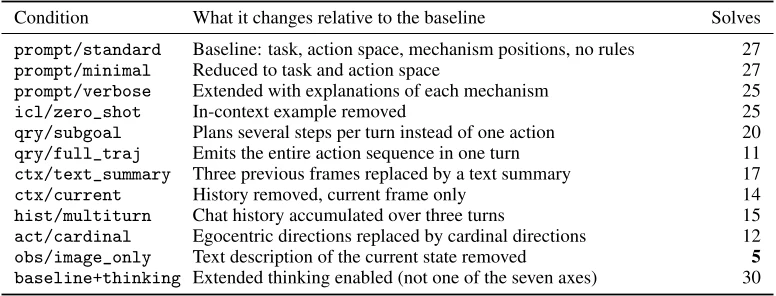 Condition What it changes relative to the baseline Solves
prompt/standard Baseline: task, action space, mechanism positions, no rules 27
prompt/minimal Reduced to task and action space 27
prompt/verbose Extended with explanations of each mechanism 25
icl/zero_shot In-context example removed 25
qry/subgoal Plans several steps per turn instead of one action 20
qry/full_traj Emits the entire action sequence in one turn 11
ctx/text_summary Three previous frames replaced by a text summary 17
ctx/current History removed, current frame only 14
hist/multiturn Chat history accumulated over three turns 15
act/cardinal Egocentric directions replaced by cardinal directions 12
obs/image_only Text description of the current state removed 5
baseline+thinking Extended thinking enabled (not one of the seven axes) 30